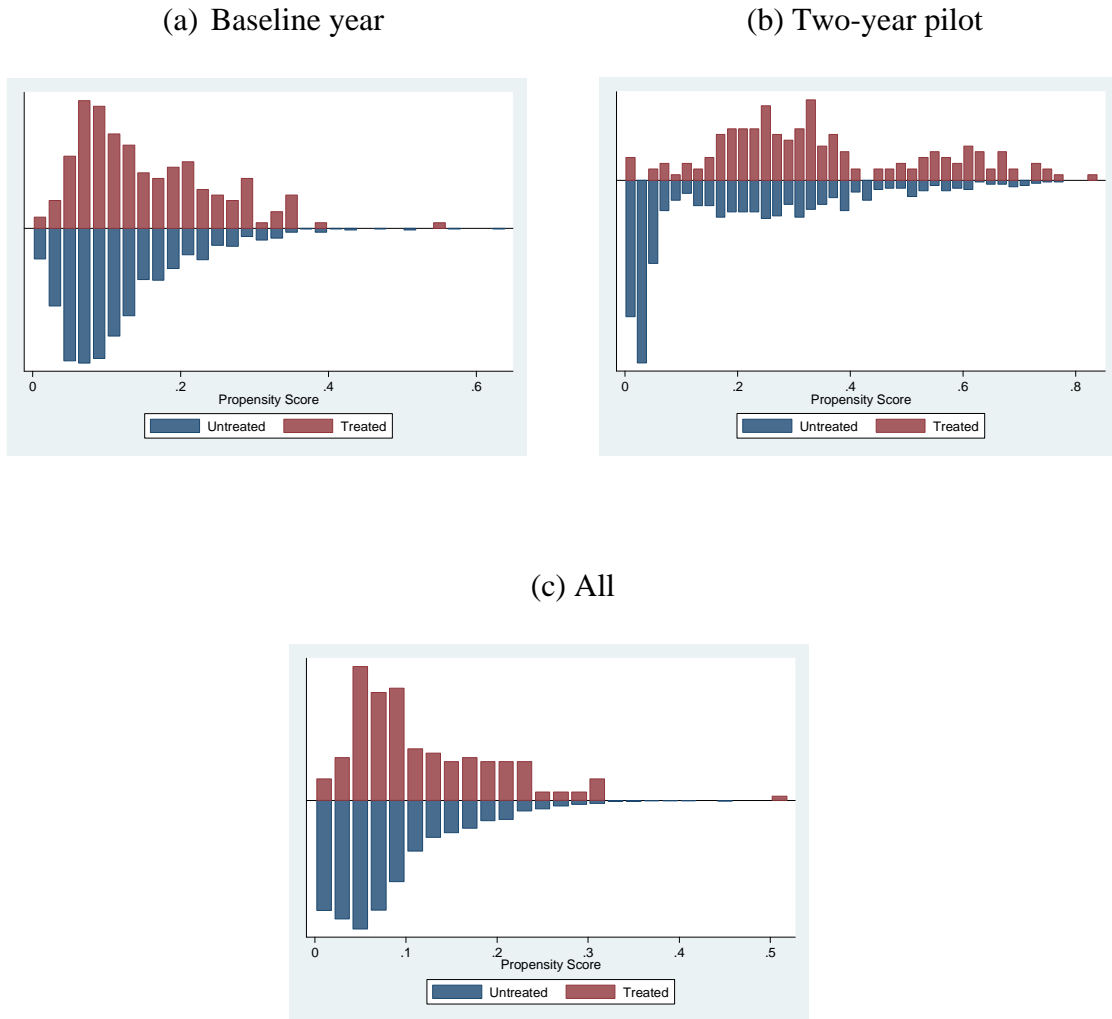 (a) Baseline year
(b) Two-year pilot
0 .2 .4 .6
Propensity Score
Untreated Treated
0 .2 .4 .6 .8
Propensity Score
Untreated Treated
(c) All
0 .1 .2 .3 .4 .5
Propensity Score
Untreated Treated